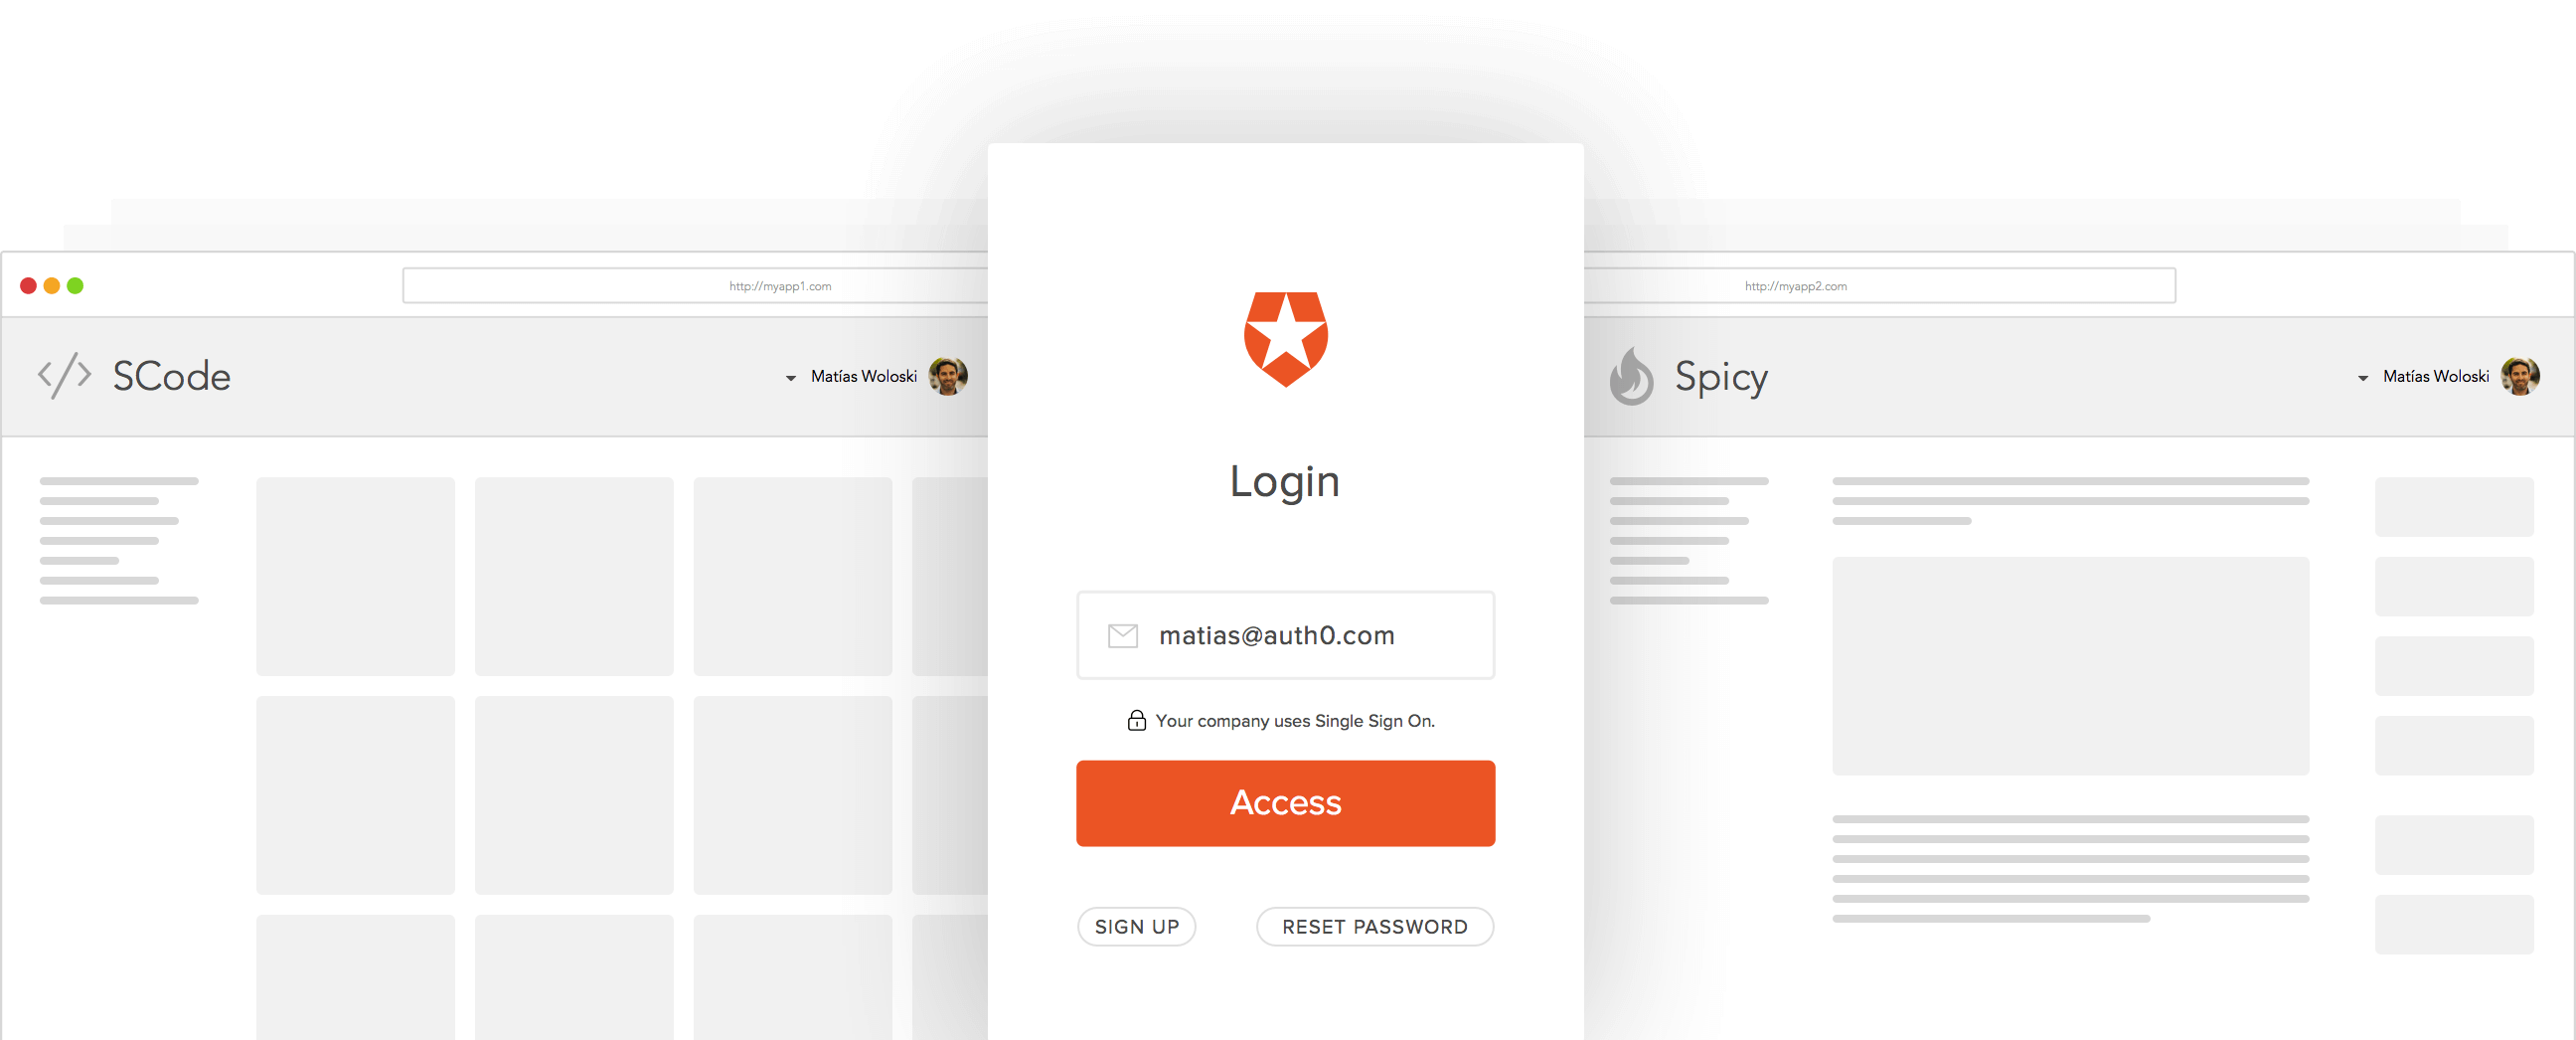 http://myapp1.com
http://myapp2.com
SCode
Matías Woloski
Spicy
Matías Woloski
Login
matias@auth0.com
Your company uses Single Sign On.
Access
SIGN UP
RESET PASSWORD